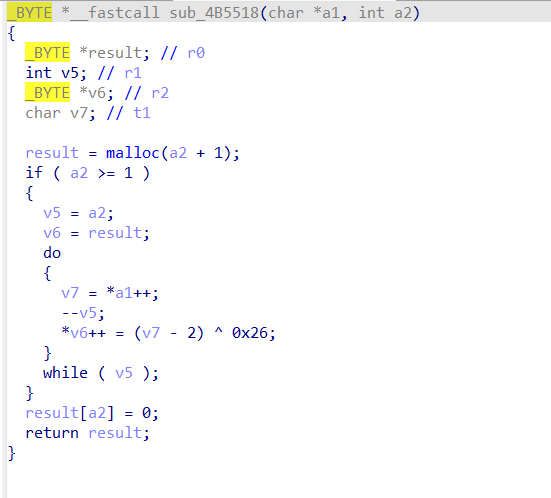 _BYTE *__fastcall sub_4B5518(char *a1, int a2)
{
  _BYTE *result; // r0
  int v5; // r1
  _BYTE *v6; // r2
  char v7; // t1

  result = malloc(a2 + 1);
  if ( a2 >= 1 )
  {
    v5 = a2;
    v6 = result;
    do
    {
      v7 = *a1++;
      --v5;
      *v6++ = (v7 - 2) ^ 0x26;
    }
    while ( v5 );
  }
  result[a2] = 0;
  return result;
}